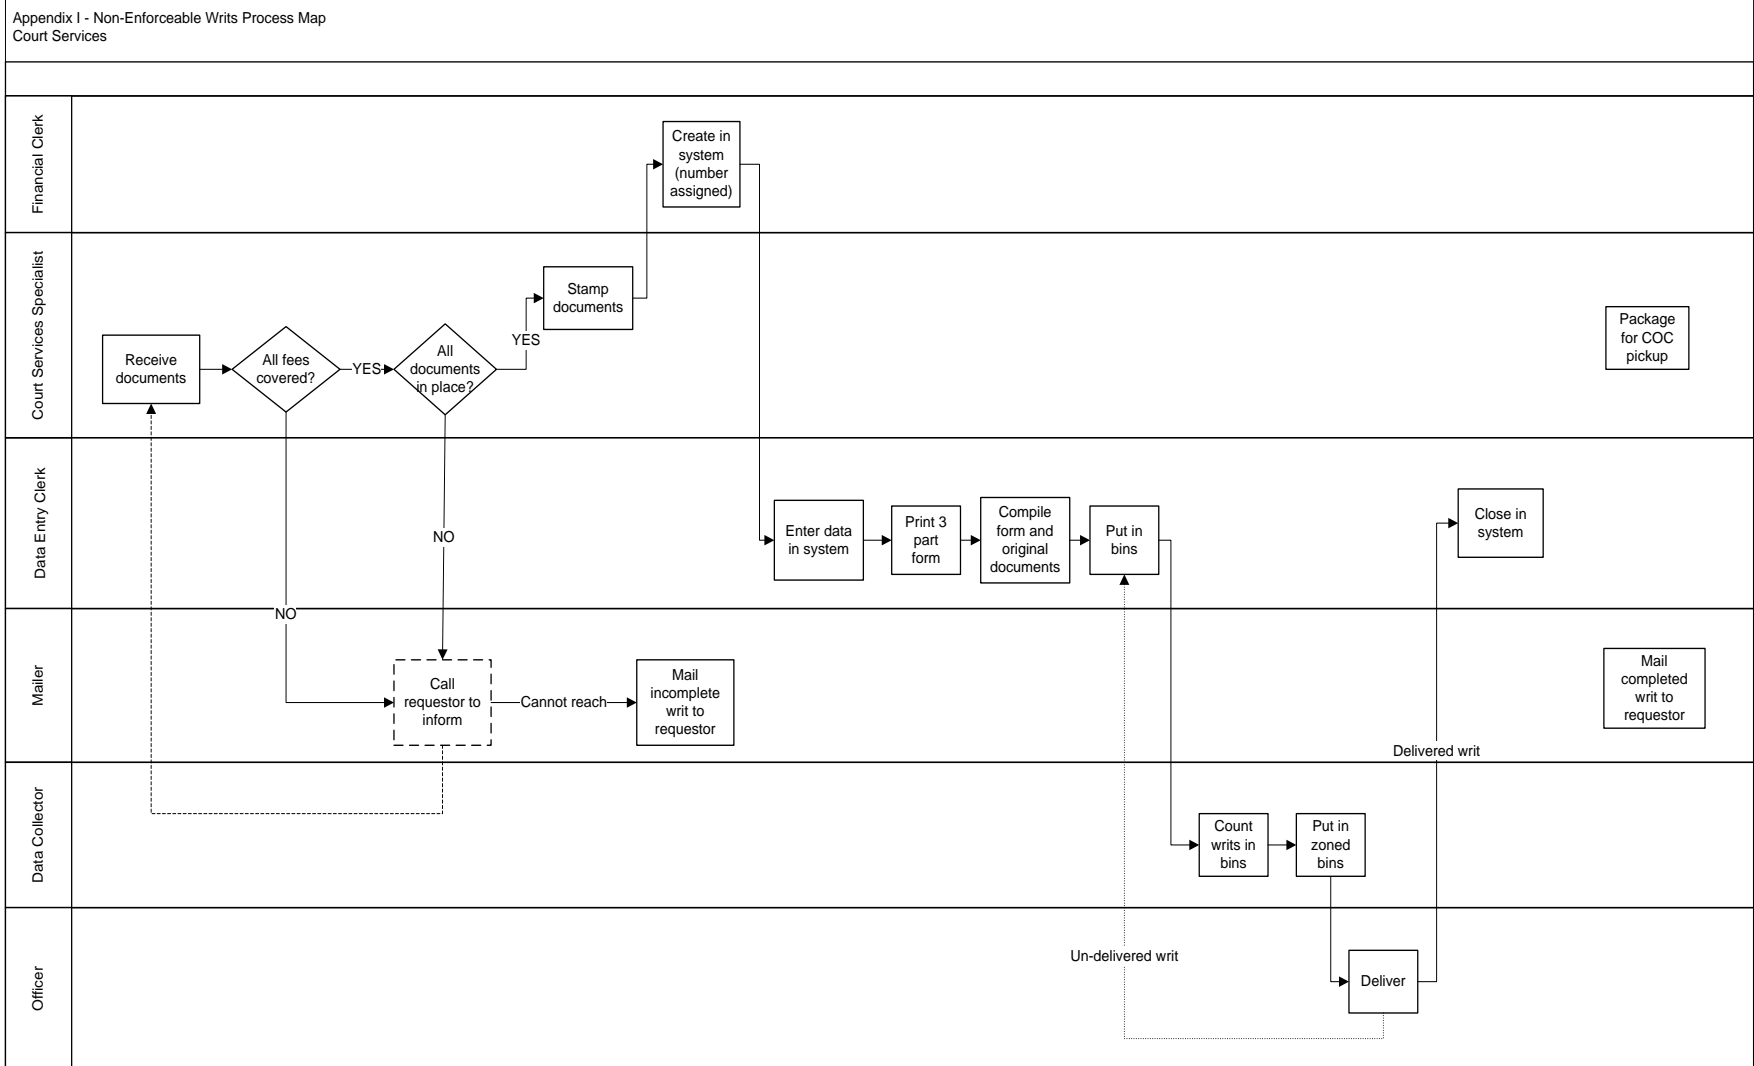 Appendix I - Non-Enforceable Writs Process Map
Court Services
Financial Clerk
Create in
system
(number
assigned)
Court Services Specialist
Receive
documents
All fees
covered?
YES
All
documents
in place?
YES
Stamp
documents
Package
for COC
pickup
Data Entry Clerk
NO
NO
Enter data
in system
Print 3
part
form
Compile
form and
original
documents
Put in
bins
Close in
system
Mailer
Call
requestor to
inform
Cannot reach
Mail
incomplete
writ to
requestor
Mail
completed
writ to
requestor
Delivered writ
Data Collector
Count
writs in
bins
Put in
zoned
bins
Officer
Un-delivered writ
Deliver